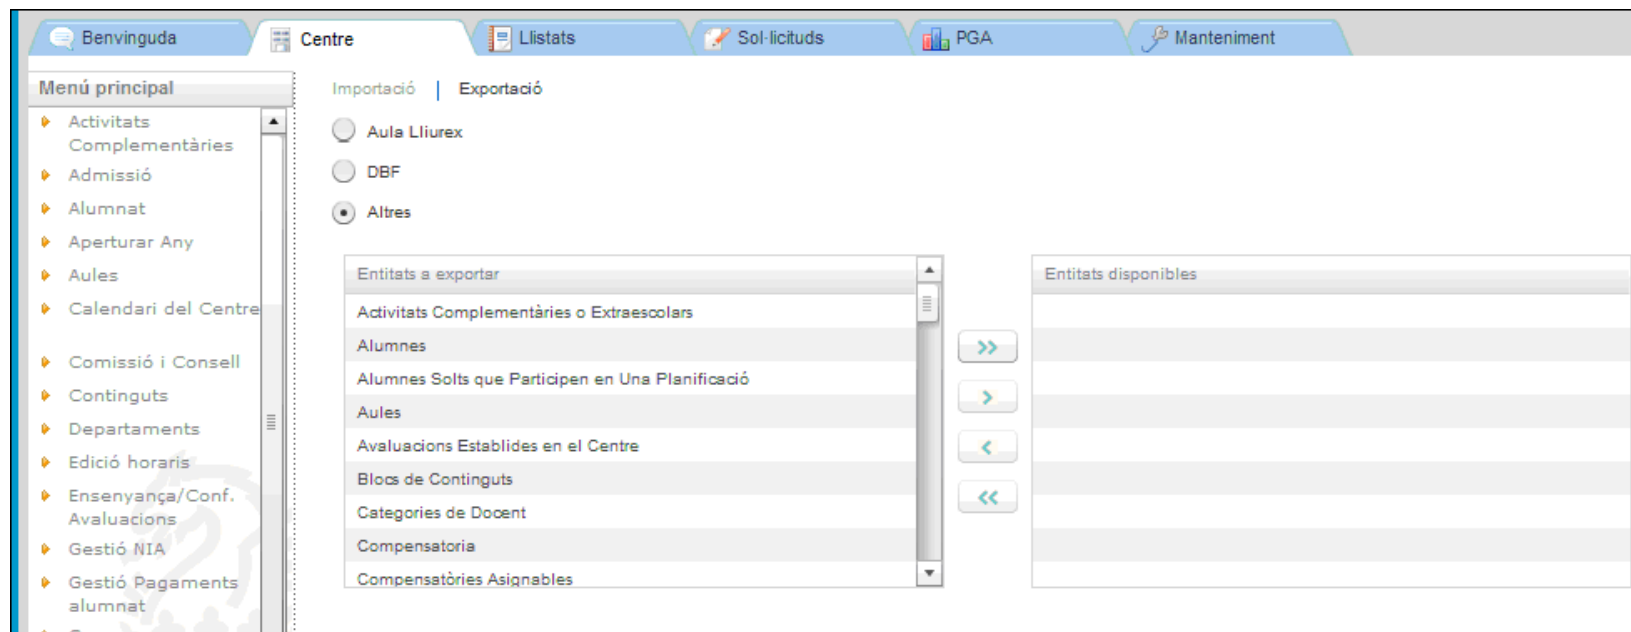 Benvinguda
Centre
Llistats
Sol·licituds
PGA
Manteniment
Menú principal
Activitats
Complementàries
Admissió
Alumnat
Aperturar Any
Aules
Calendari del Centre
Comissió i Consell
Continguts
Departaments
Edició horaris
Ensenyança/Conf.
Avaluacions
Gestió NIA
Gestió Pagaments
alumnat
Importació | Exportació
Aula Lliurex
DBF
Altres
Entitats a exportar
Activitats Complementàries o Extraescolars
Alumnes
Alumnes Solts que Participen en Una Planificació
Aules
Avaluacions Establides en el Centre
Blocs de Continguts
Categories de Docent
Compensatoria
Compensatòries Asignables
>>
>
<
<<
Entitats disponibles